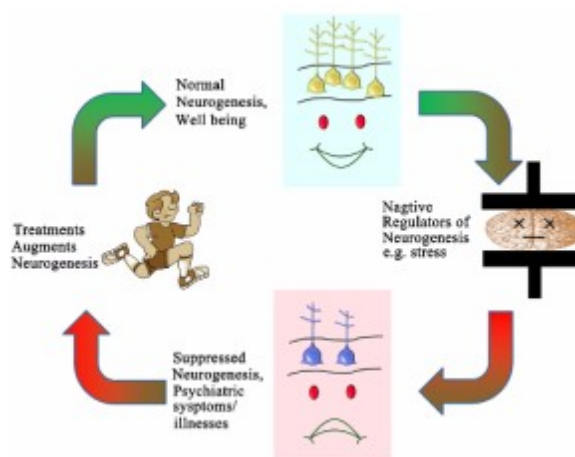 Normal
Neurogenesis,
Well being
Nagtive
Regulators of
Neurogenesis
e.g. stress
Treatments
Augments
Neurogenesis
Suppressed
Neurogenesis,
Psychiatric
sysptoms/
illnesses